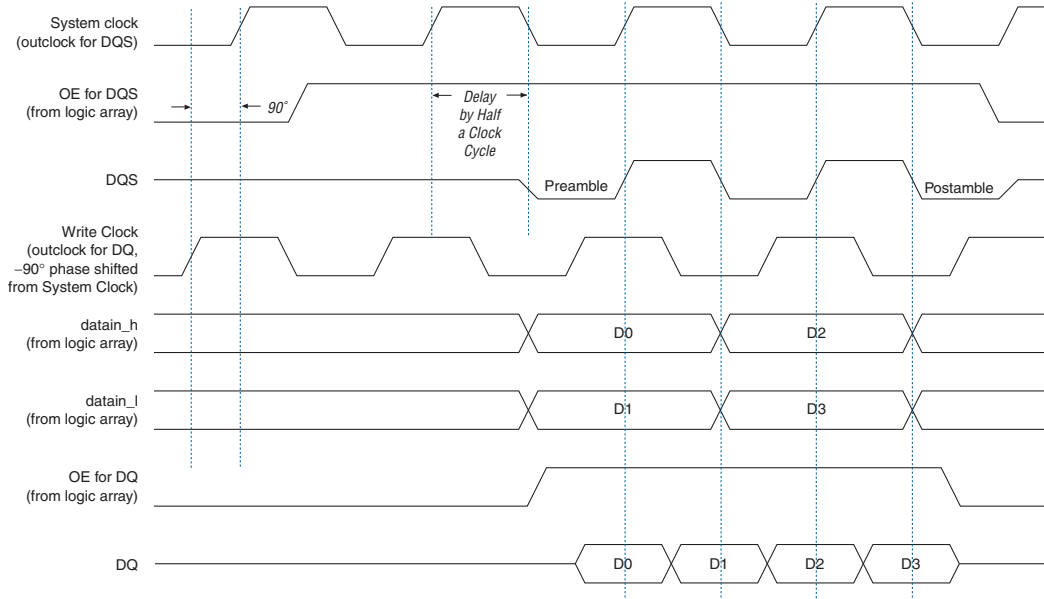 System clock
(outclock for DQS)
OE for DQS
(from logic array)
90°
Delay
by Half
a Clock
Cycle
DQS
Preamble
Postamble
Write Clock
(outclock for DQ,
−90° phase shifted
from System Clock)
datain_h
(from logic array)
D0
D2
datain_l
(from logic array)
D1
D3
OE for DQ
(from logic array)
DQ
D0
D1
D2
D3